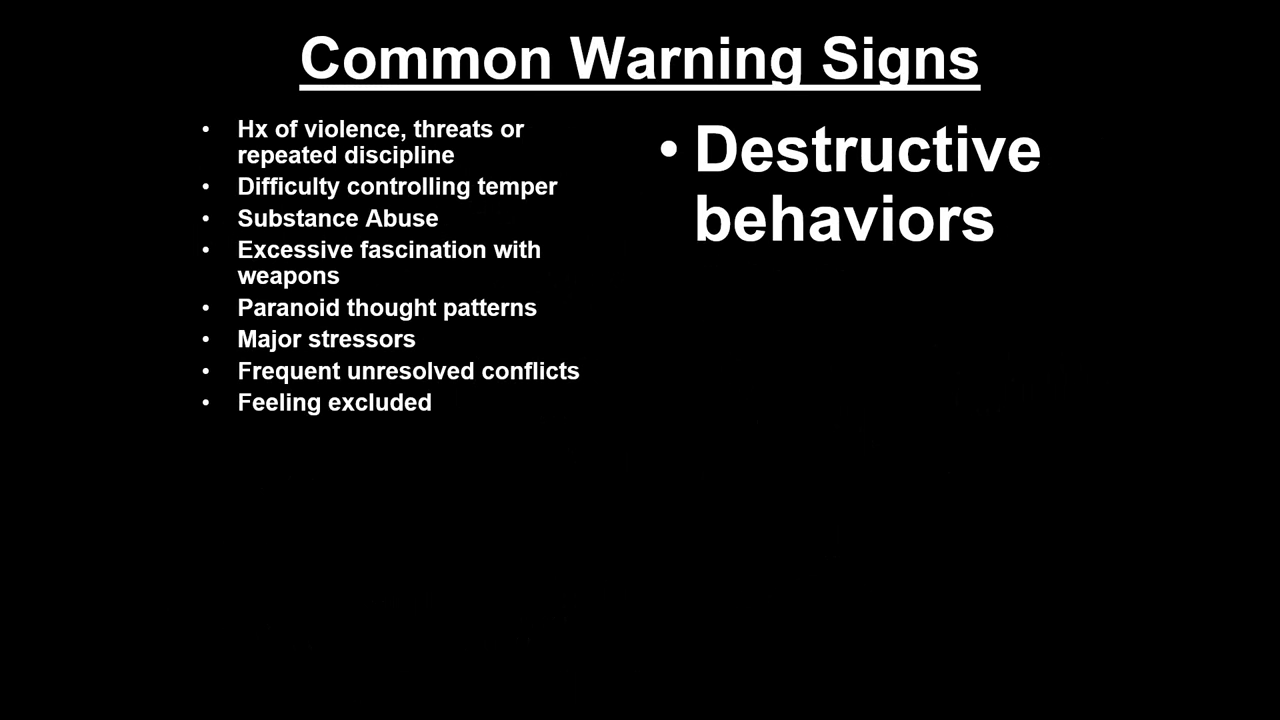 Common Warning Signs
• Hx of violence, threats or
repeated discipline
• Difficulty controlling temper
• Substance Abuse
• Excessive fascination with
weapons
• Paranoid thought patterns
• Major stressors
• Frequent unresolved conflicts
• Feeling excluded
• Destructive
behaviors